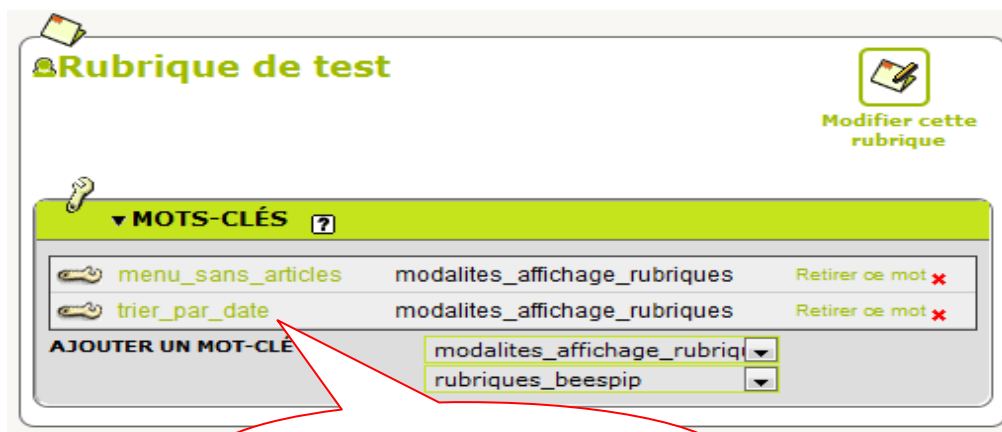 Rubrique de test
Modifier cette
rubrique
▼ MOTS-CLÉS ?
menu_sans_articles modalites_affichage_rubriques Retirer ce mot
trier_par_date modalites_affichage_rubriques Retirer ce mot
AJOUTER UN MOT-CLÉ modalites_affichage_rubriq
rubriques_beespip